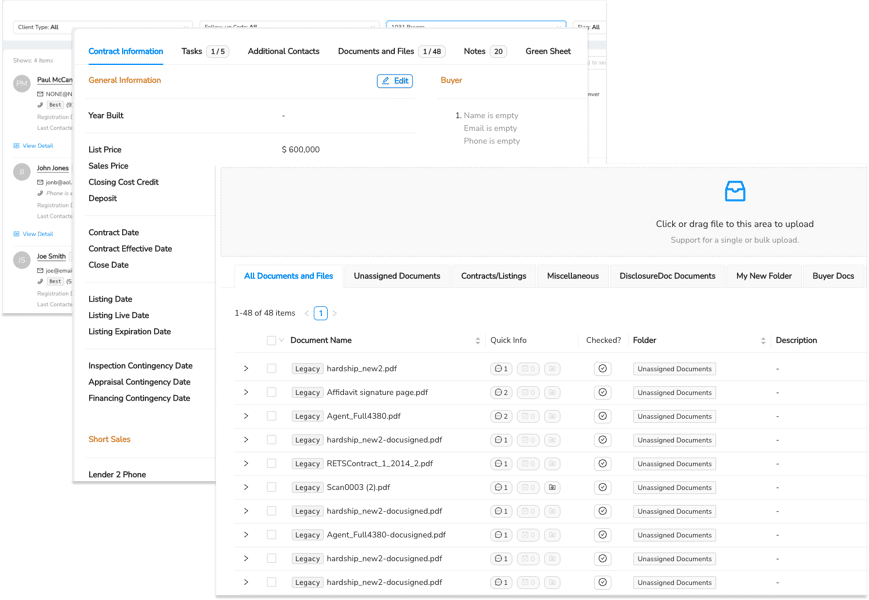 Client Type: All
1031 Buyers
All
Shows: 4 items
PM
Paul McCan
NONE@N
Best
Registration
Last Contacte
View Detail
JJ
John Jones
jonb@aol.
Phone is e
Registration
Last Contacte
View Detail
JS
Joe Smith
joe@emai
Best
Registration
Last Contacte
Contract Information
Tasks 1 / 5
Additional Contacts
Documents and Files 1 / 48
Notes 20
Green Sheet
General Information
Edit
Buyer
Year Built -
1. Name is empty
Email is empty
Phone is empty
List Price $ 600,000
Sales Price
Closing Cost Credit
Deposit
Contract Date
Contract Effective Date
Close Date
Listing Date
Listing Live Date
Listing Expiration Date
Inspection Contingency Date
Appraisal Contingency Date
Financing Contingency Date
Short Sales
Lender 2 Phone
Click or drag file to this area to upload
Support for a single or bulk upload.
All Documents and Files Unassigned Documents Contracts/Listings Miscellaneous DisclosureDoc Documents My New Folder Buyer Docs
1-48 of 48 items < 1 >
Document Name Quick Info Checked? Folder Description
Legacy hardship_new2.pdf 1 0 Unassigned Documents -
Legacy Affidavit signature page.pdf 2 0 Unassigned Documents -
Legacy Agent_Full4380.pdf 2 0 Unassigned Documents -
Legacy hardship_new2-docusigned.pdf 1 0 Unassigned Documents -
Legacy RETSContract_1_2014_2.pdf 1 0 Unassigned Documents -
Legacy Scan0003 (2).pdf 1 0 Unassigned Documents -
Legacy hardship_new2-docusigned.pdf 1 0 Unassigned Documents -
Legacy Agent_Full4380-docusigned.pdf 1 0 Unassigned Documents -
Legacy hardship_new2-docusigned.pdf 1 0 Unassigned Documents -
Legacy hardship_new2-docusigned.pdf 1 0 Unassigned Documents -